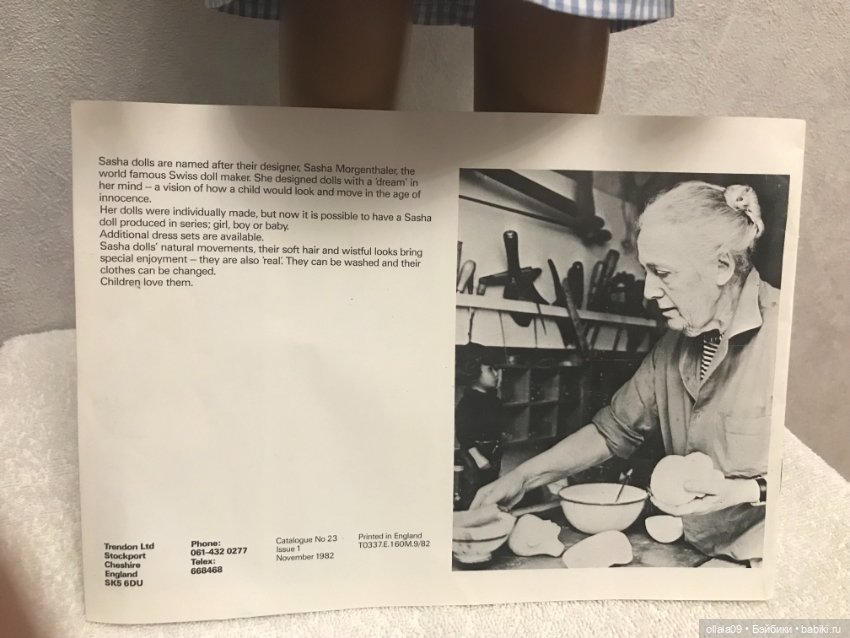 Sasha dolls are named after their designer, Sasha Morgenthaler, the
world famous Swiss doll maker. She designed dolls with a 'dream' in
her mind – a vision of how a child would look and move in the age of
innocence.
Her dolls were individually made, but now it is possible to have a Sasha
doll produced in series; girl, boy or baby.
Additional dress sets are available.
Sasha dolls' natural movements, their soft hair and wistful looks bring
special enjoyment – they are also 'real'. They can be washed and their
clothes can be changed.
Children love them.
Trendon Ltd
Stockport
Cheshire
England
SK5 6DU
Phone:
061-432 0277
Telex:
668468
Catalogue No 23
Issue 1
November 1982
Printed in England
T0337.E.160M.9/82
ollala09 • Бэйбики • babiki.ru